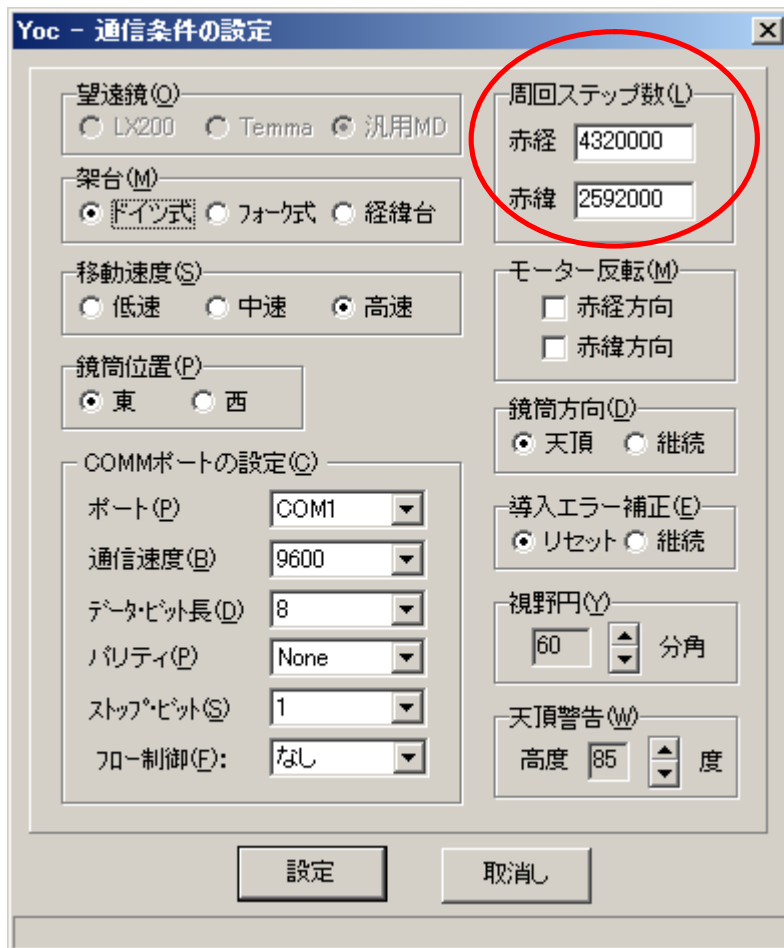 Yoc - 通信条件の設定
望遠鏡(O)
LX200 Temma 汎用MD
架台(M)
ドイツ式 フォーク式 経緯台
移動速度(S)
低速 中速 高速
鏡筒位置(P)
東 西
COMMポートの設定(C)
ポート(P) COM1
通信速度(B) 9600
データ・ビット長(D) 8
パリティ(P) None
ストップ・ビット(S) 1
フロー制御(F): なし
周回ステップ数(L)
赤経 4320000
赤緯 2592000
モーター反転(M)
赤経方向
赤緯方向
鏡筒方向(D)
天頂 継続
導入エラー補正(E)
リセット 継続
視野円(Y)
60 分角
天頂警告(W)
高度 85 度
設定 取消し